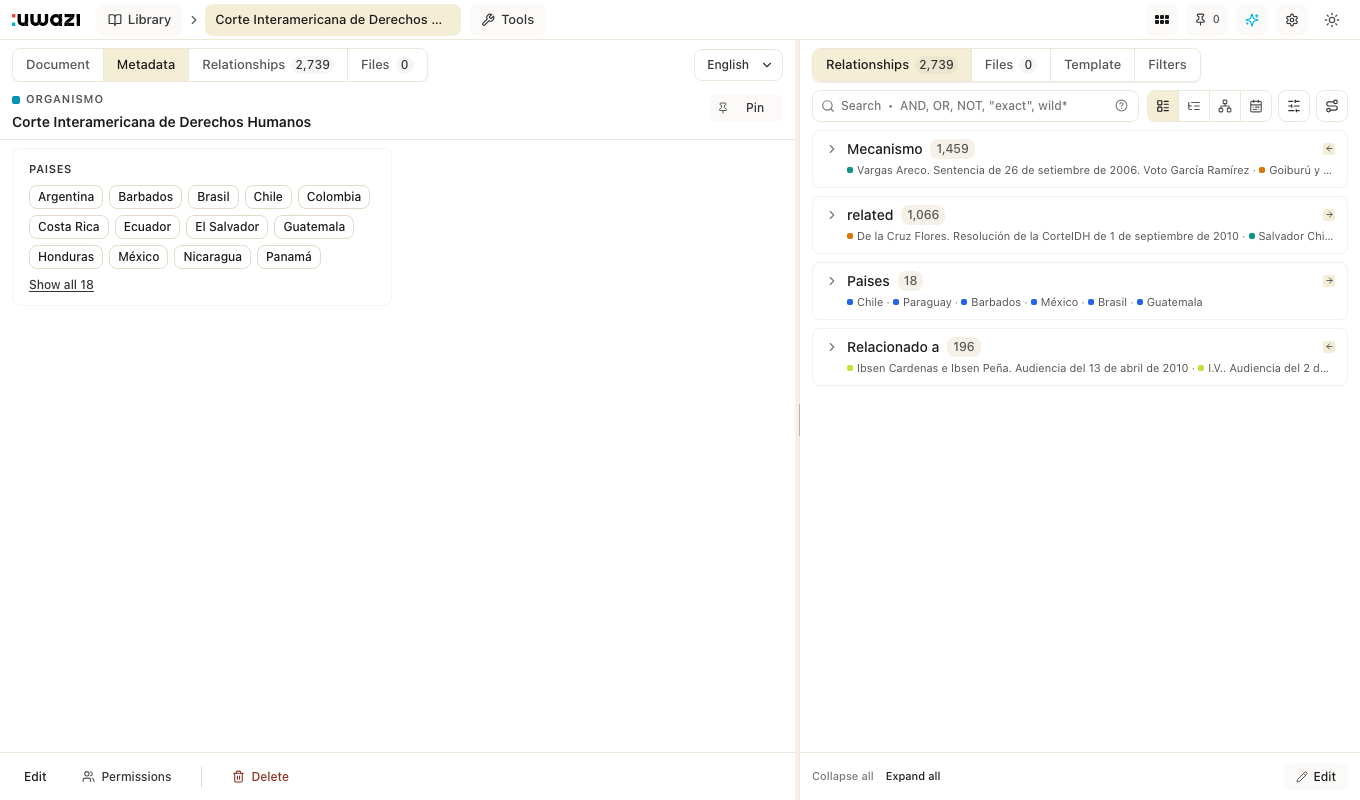 uwazi
Library
Corte Interamericana de Derechos ...
Tools
0
Document
Metadata
Relationships 2,739
Files 0
English
ORGANISMO
Corte Interamericana de Derechos Humanos
Pin
PAISES
Argentina Barbados Brasil Chile Colombia
Costa Rica Ecuador El Salvador Guatemala
Honduras México Nicaragua Panamá
Show all 18
Edit
Permissions
Delete
Relationships 2,739
Files 0
Template
Filters
Search • AND, OR, NOT, "exact", wild*
Mecanismo 1,459
Vargas Areco. Sentencia de 26 de setiembre de 2006. Voto García Ramírez · Goiburú y ...
related 1,066
De la Cruz Flores. Resolución de la CorteIDH de 1 de septiembre de 2010 · Salvador Chi...
Paises 18
Chile · Paraguay · Barbados · México · Brasil · Guatemala
Relacionado a 196
Ibsen Cardenas e Ibsen Peña. Audiencia del 13 de abril de 2010 · I.V.. Audiencia del 2 d...
Collapse all
Expand all
Edit